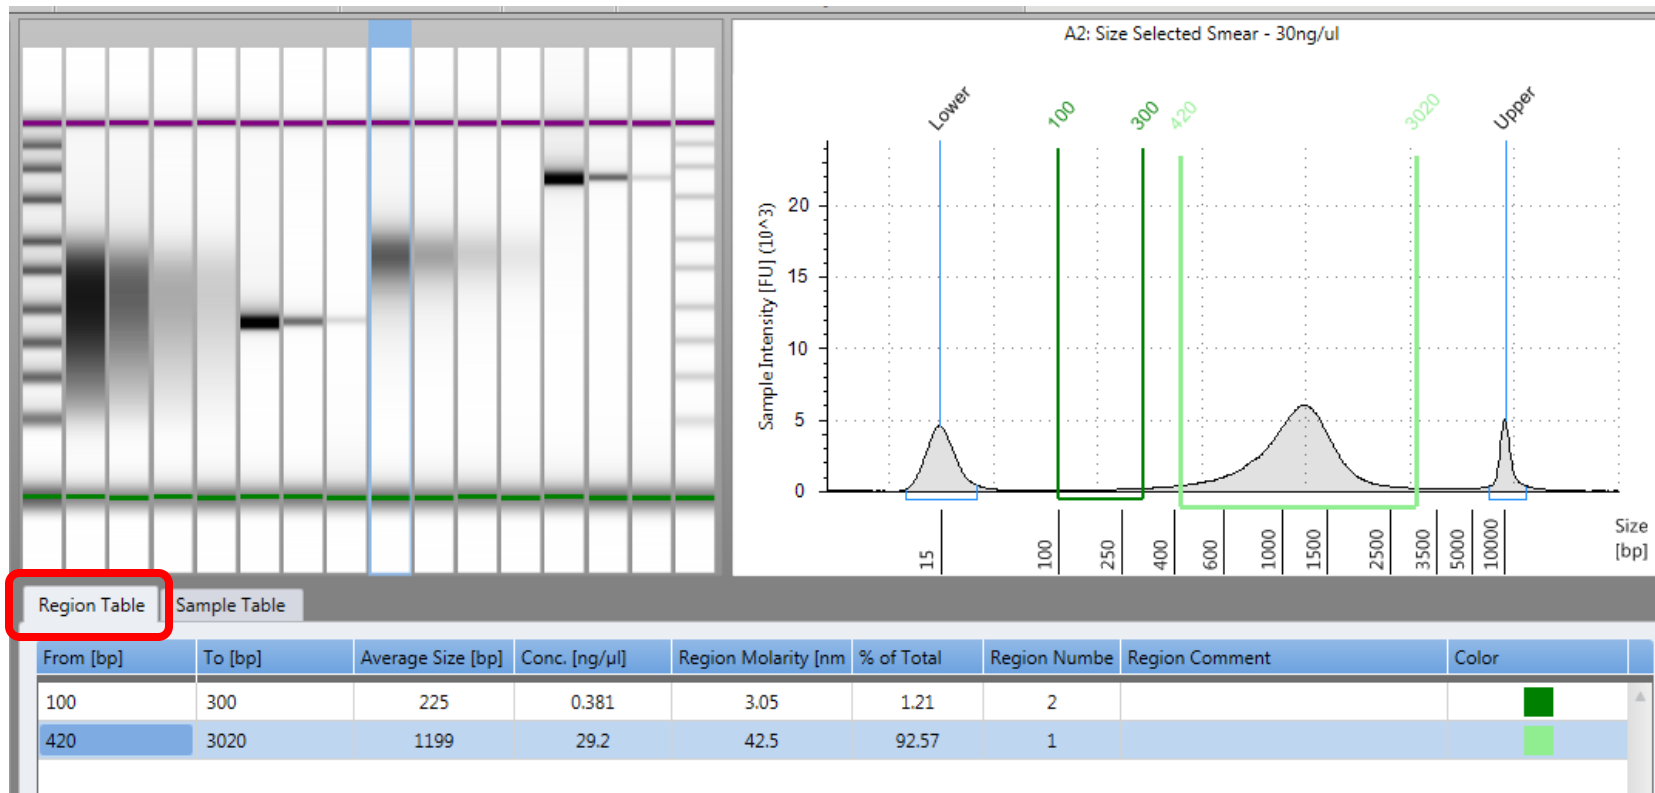 A2: Size Selected Smear - 30ng/ul
Lower
100
300
420
3020
Upper
Sample Intensity [FU] (10^3)
20
15
10
5
0
15
100
250
400
600
1000
1500
2500
3500
5000
10000
Size
[bp]
Region Table
Sample Table
From [bp] To [bp] Average Size [bp] Conc. [ng/µl] Region Molarity [nm % of Total Region Numbe Region Comment Color
100 300 225 0.381 3.05 1.21 2
420 3020 1199 29.2 42.5 92.57 1